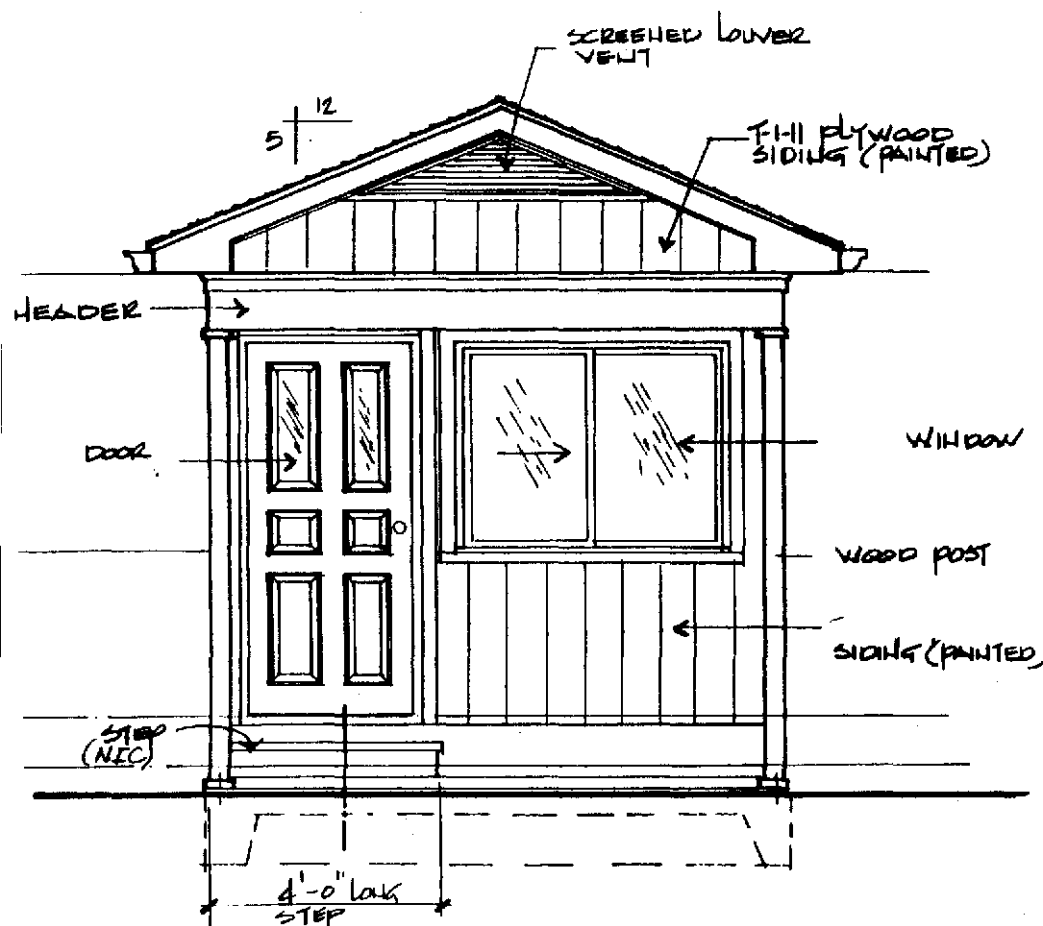 SCREENED LOUVER
VENT
12
5
T-1-11 PLYWOOD
SIDING (PAINTED)
HEADER
DOOR
WINDOW
WOOD POST
SIDING (PAINTED)
STEP
(N.I.C)
4'-0" LONG
STEP